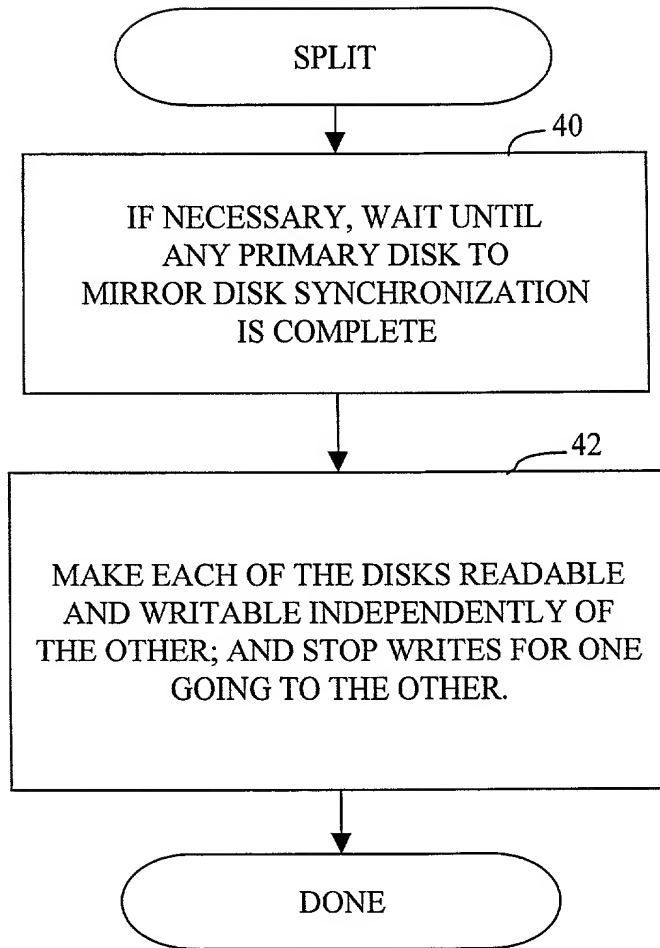 SPLIT
40
IF NECESSARY, WAIT UNTIL
ANY PRIMARY DISK TO
MIRROR DISK SYNCHRONIZATION
IS COMPLETE
42
MAKE EACH OF THE DISKS READABLE
AND WRITABLE INDEPENDENTLY OF
THE OTHER; AND STOP WRITES FOR ONE
GOING TO THE OTHER.
DONE